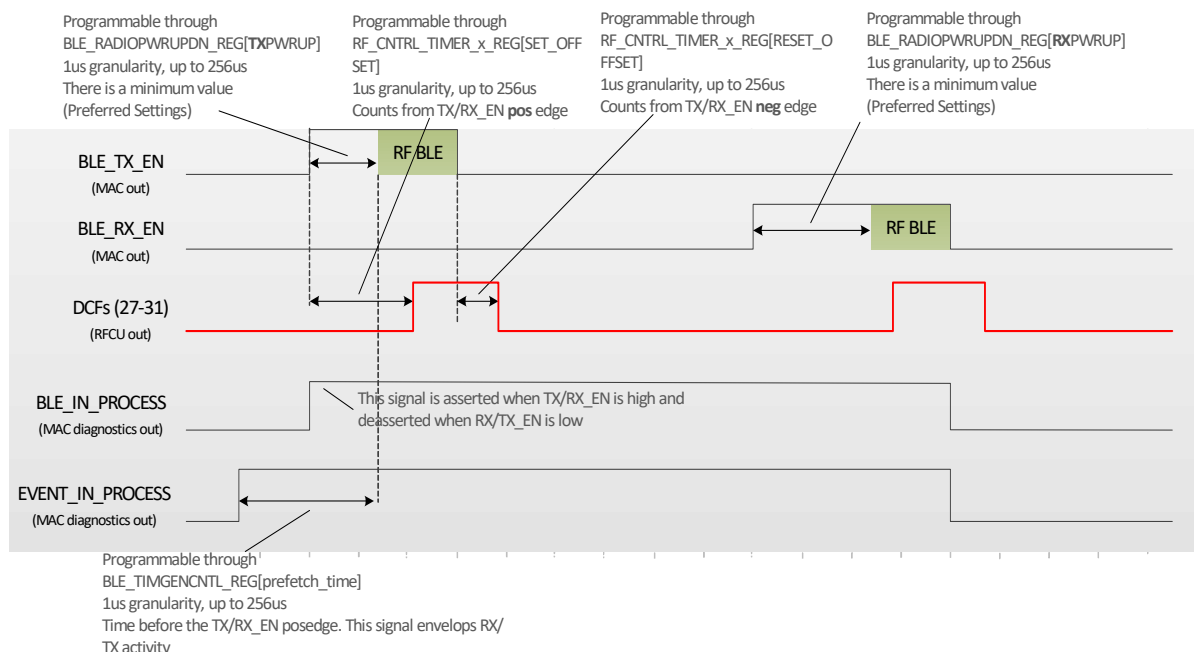 Programmable through
BLE_RADIOPWRUPDN_REG[TXPWRUP]
1us granularity, up to 256us
There is a minimum value
(Preferred Settings)
Programmable through
RF_CNTRL_TIMER_x_REG[SET_OFF
SET]
1us granularity, up to 256us
Counts from TX/RX_EN pos edge
Programmable through
RF_CNTRL_TIMER_x_REG[RESET_O
FFSET]
1us granularity, up to 256us
Counts from TX/RX_EN neg edge
Programmable through
BLE_RADIOPWRUPDN_REG[RXPWRUP]
1us granularity, up to 256us
There is a minimum value
(Preferred Settings)
BLE_TX_EN
(MAC out)
RF BLE
BLE_RX_EN
(MAC out)
RF BLE
DCFs (27-31)
(RFCU out)
BLE_IN_PROCESS
(MAC diagnostics out)
This signal is asserted when TX/RX_EN is high and
deasserted when RX/TX_EN is low
EVENT_IN_PROCESS
(MAC diagnostics out)
Programmable through
BLE_TIMGENCNTL_REG[prefetch_time]
1us granularity, up to 256us
Time before the TX/RX_EN posedge. This signal envelops RX/
TX activity